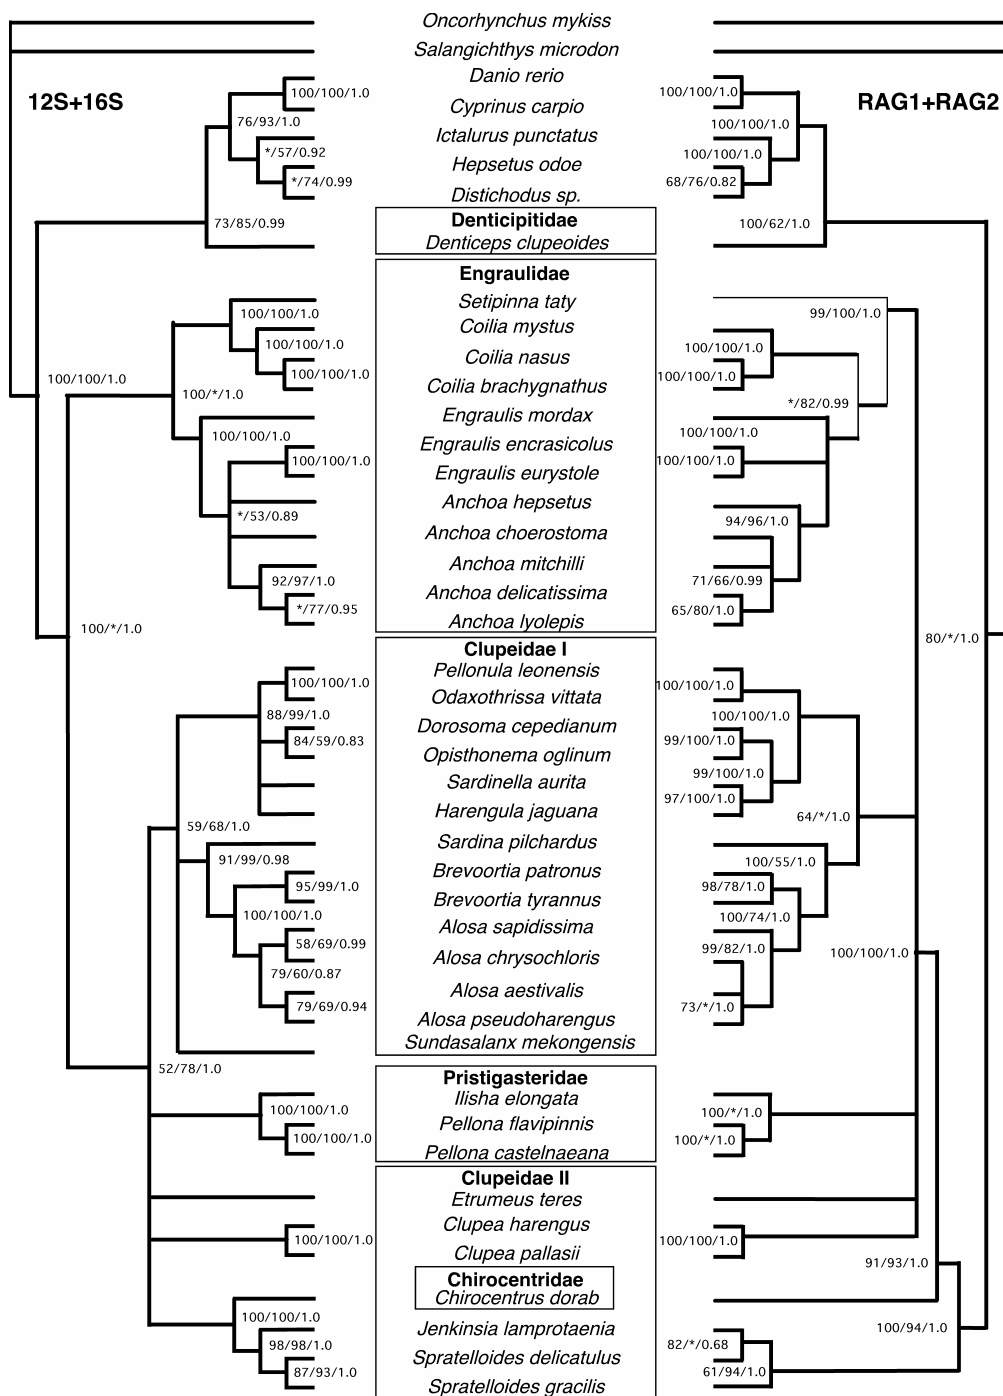 Oncorhynchus mykiss
Salangichthys microdon
12S+16S
RAG1+RAG2
Danio rerio
100/100/1.0
100/100/1.0
Cyprinus carpio
76/93/1.0
100/100/1.0
Ictalurus punctatus
*/57/0.92
100/100/1.0
Hepsetus odoe
*/74/0.99
68/76/0.82
Distichodus sp.
Denticipitidae
73/85/0.99
100/62/1.0
Denticeps clupeoides
Engraulidae
Setipinna taty
100/100/1.0
99/100/1.0
Coilia mystus
100/100/1.0
100/100/1.0
Coilia nasus
100/100/1.0
100/100/1.0
100/100/1.0
Coilia brachygnathus
100/*/1.0
*/82/0.99
Engraulis mordax
100/100/1.0
100/100/1.0
Engraulis encrasicolus
100/100/1.0
100/100/1.0
Engraulis eurystole
Anchoa hepsetus
*/53/0.89
94/96/1.0
Anchoa choerostoma
Anchoa mitchilli
92/97/1.0
71/66/0.99
Anchoa delicatissima
*/77/0.95
65/80/1.0
Anchoa lyolepis
100/*/1.0
80/*/1.0
Clupeidae I
Pellonula leonensis
100/100/1.0
100/100/1.0
Odaxothrissa vittata
88/99/1.0
100/100/1.0
Dorosoma cepedianum
84/59/0.83
99/100/1.0
Opisthonema oglinum
99/100/1.0
Sardinella aurita
97/100/1.0
Harengula jaguana
59/68/1.0
64/*/1.0
Sardina pilchardus
91/99/0.98
100/55/1.0
Brevoortia patronus
95/99/1.0
98/78/1.0
Brevoortia tyrannus
100/100/1.0
100/74/1.0
Alosa sapidissima
58/69/0.99
99/82/1.0
Alosa chrysochloris
100/100/1.0
79/60/0.87
Alosa aestivalis
79/69/0.94
73/*/1.0
Alosa pseudoharengus
Sundasalanx mekongensis
52/78/1.0
Pristigasteridae
Ilisha elongata
100/100/1.0
100/*/1.0
Pellona flavipinnis
100/100/1.0
100/*/1.0
Pellona castelnaeana
Clupeidae II
Etrumeus teres
Clupea harengus
100/100/1.0
100/100/1.0
Clupea pallasii
91/93/1.0
Chirocentridae
Chirocentrus dorab
100/100/1.0
100/94/1.0
Jenkinsia lamprotaenia
98/98/1.0
82/*/0.68
Spratelloides delicatulus
87/93/1.0
61/94/1.0
Spratelloides gracilis